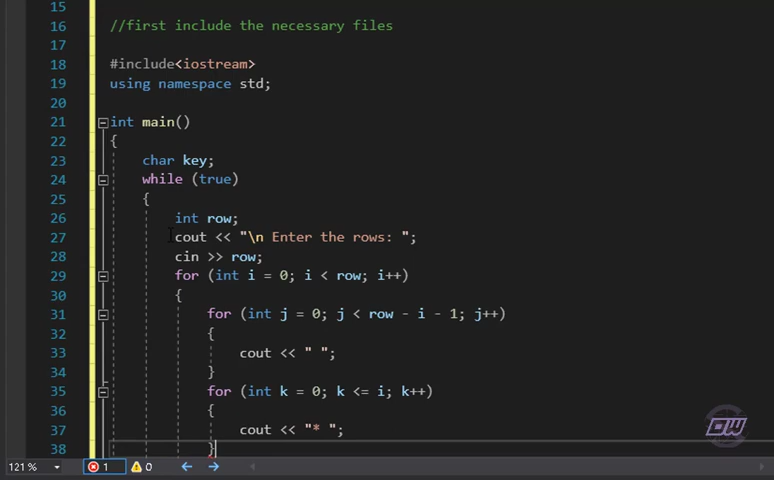 15
16 //first include the necessary files
17
18 #include<iostream>
19 using namespace std;
20
21 int main()
22 {
23 char key;
24 while (true)
25 {
26 int row;
27 cout << "\n Enter the rows: ";
28 cin >> row;
29 for (int i = 0; i < row; i++)
30 {
31 for (int j = 0; j < row - i - 1; j++)
32 {
33 cout << " ";
34 }
35 for (int k = 0; k <= i; k++)
36 {
37 cout << "* ";
38 }
DW
121 % 1 0